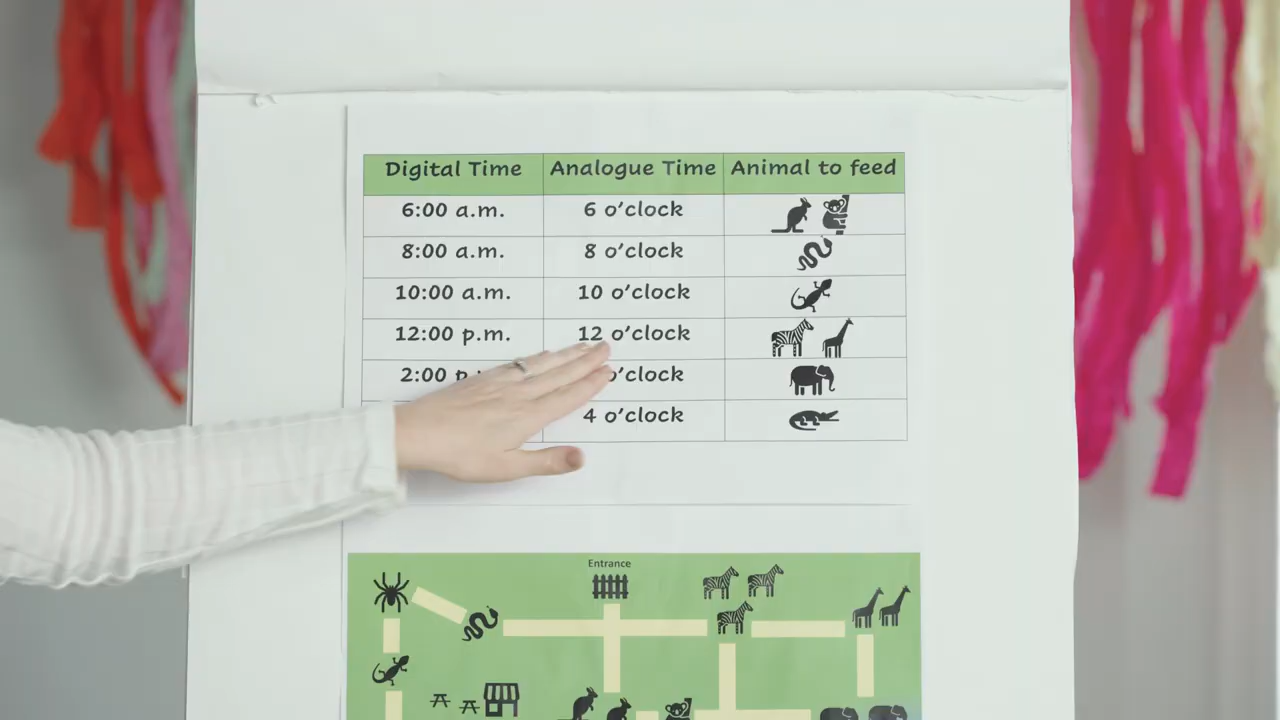 Digital Time Analogue Time Animal to feed
6:00 a.m. 6 o'clock
8:00 a.m. 8 o'clock
10:00 a.m. 10 o'clock
12:00 p.m. 12 o'clock
2:00 o'clock
4 o'clock
Entrance